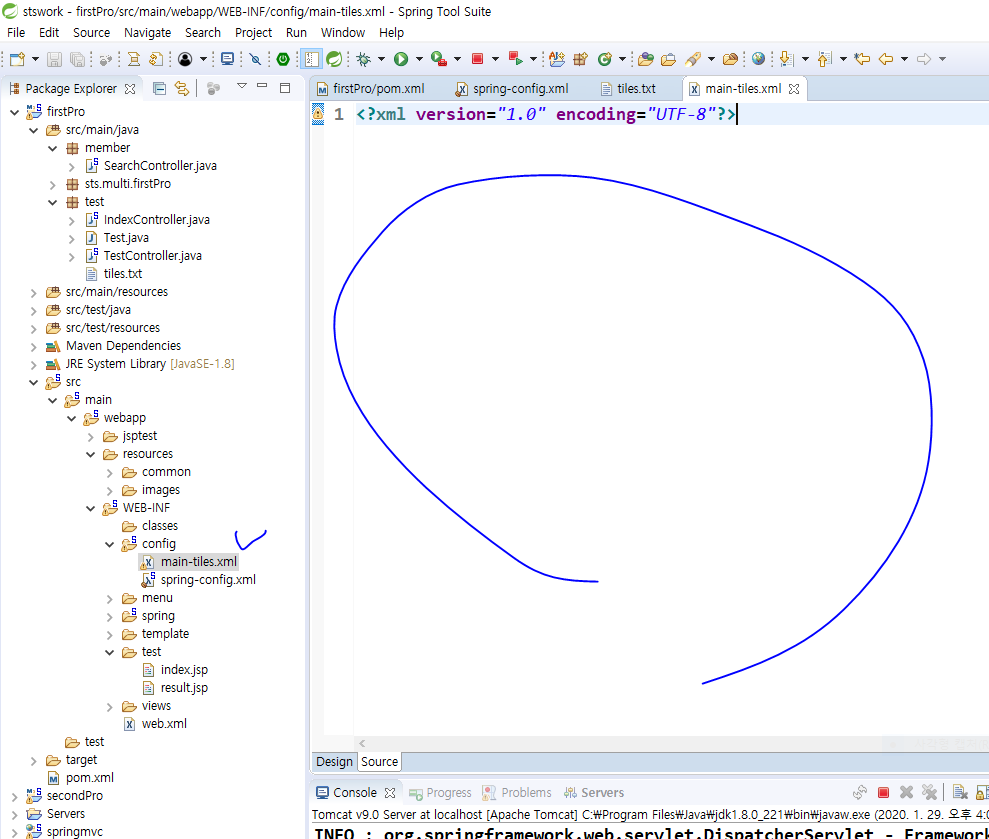 stswork - firstPro/src/main/webapp/WEB-INF/config/main-tiles.xml - Spring Tool Suite
File Edit Source Navigate Search Project Run Window Help
Package Explorer
firstPro/pom.xml spring-config.xml tiles.txt main-tiles.xml
1 <?xml version="1.0" encoding="UTF-8"?>
firstPro
src/main/java
member
SearchController.java
sts.multi.firstPro
test
IndexController.java
Test.java
TestController.java
tiles.txt
src/main/resources
src/test/java
src/test/resources
Maven Dependencies
JRE System Library [JavaSE-1.8]
src
main
webapp
jsptest
resources
common
images
WEB-INF
classes
config
main-tiles.xml
spring-config.xml
menu
spring
template
test
index.jsp
result.jsp
views
web.xml
test
target
pom.xml
secondPro
Servers
springmvc
Design Source
Console Progress Problems Servers
Tomcat v9.0 Server at localhost [Apache Tomcat] C:₩Program Files₩Java₩jdk1.8.0_221₩bin₩javaw.exe (2020. 1. 29. 오후 4:0
INFO : org.springframework.web.servlet.DispatcherServlet - Framework